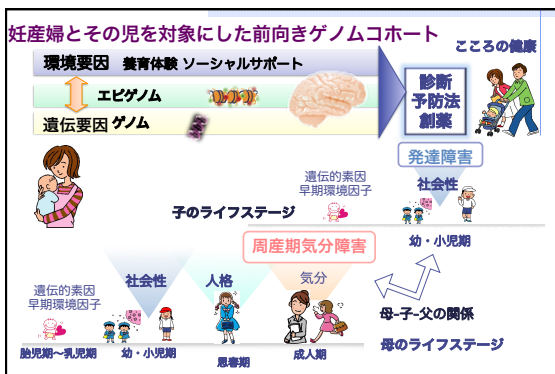 妊産婦とその児を対象にした前向きゲノムコホート
こころの健康
環境要因 養育体験 ソーシャルサポート
エピゲノム
遺伝要因 ゲノム
診断
予防法
創薬
発達障害
遺伝的素因
早期環境因子
社会性
子のライフステージ
幼・小児期
周産期気分障害
社会性
人格
気分
遺伝的素因
早期環境因子
母-子-父の関係
母のライフステージ
胎児期～乳児期
幼・小児期
思春期
成人期